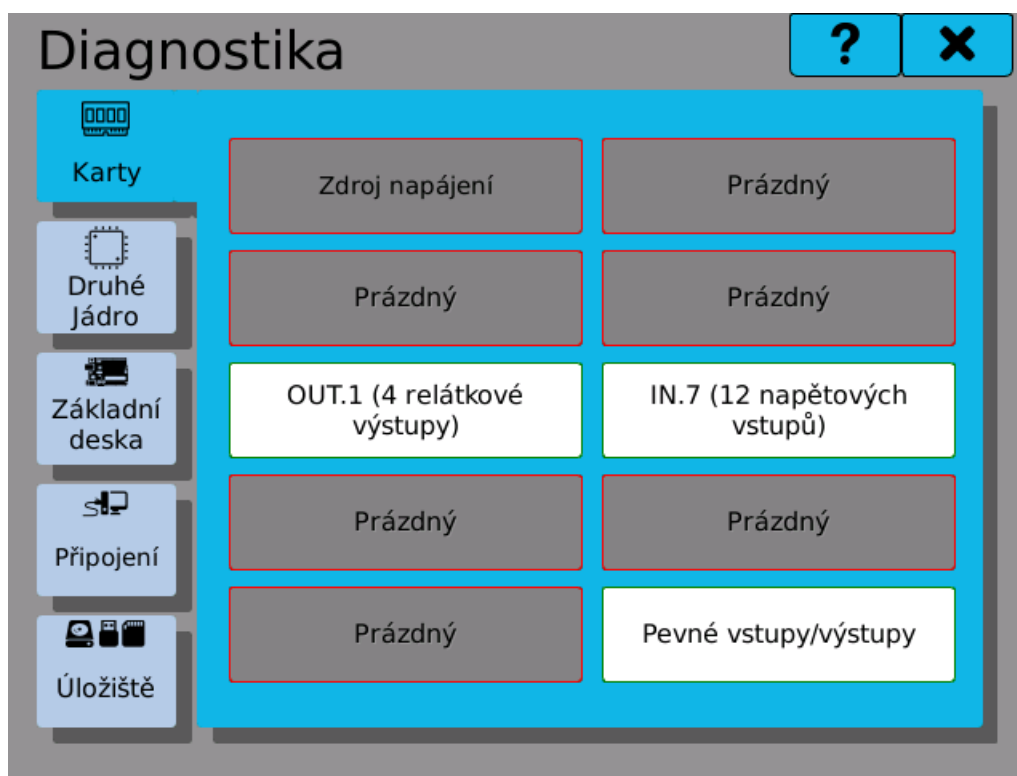 Diagnostika
?
Karty
Druhé
Jádro
Základní
deska
Připojení
Úložiště
Zdroj napájení
Prázdný
Prázdný
Prázdný
OUT.1 (4 relátkové
výstupy)
IN.7 (12 napětových
vstupů)
Prázdný
Prázdný
Prázdný
Pevné vstupy/výstupy